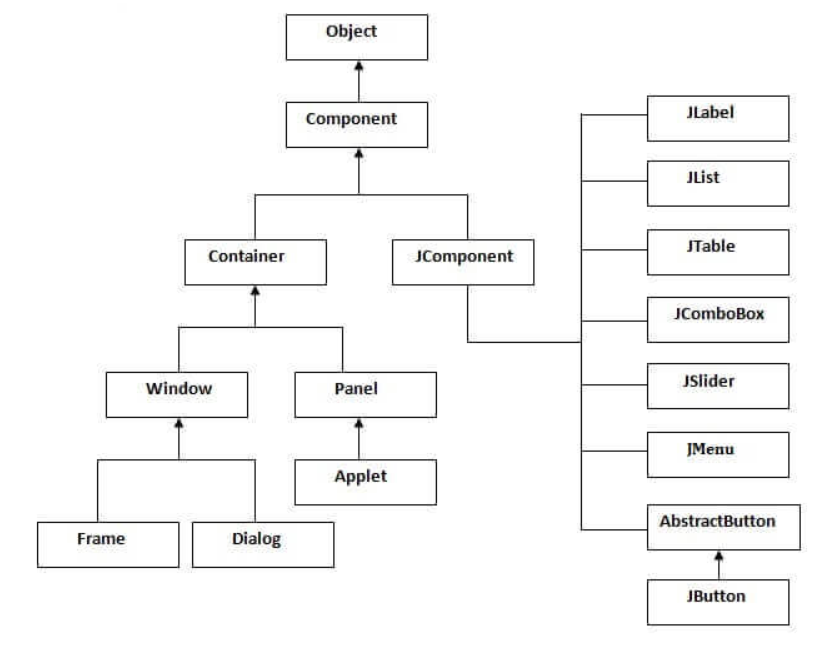 Object
Component
Container
JComponent
Window
Panel
Applet
Frame
Dialog
JLabel
JList
JTable
JComboBox
JSlider
JMenu
AbstractButton
JButton